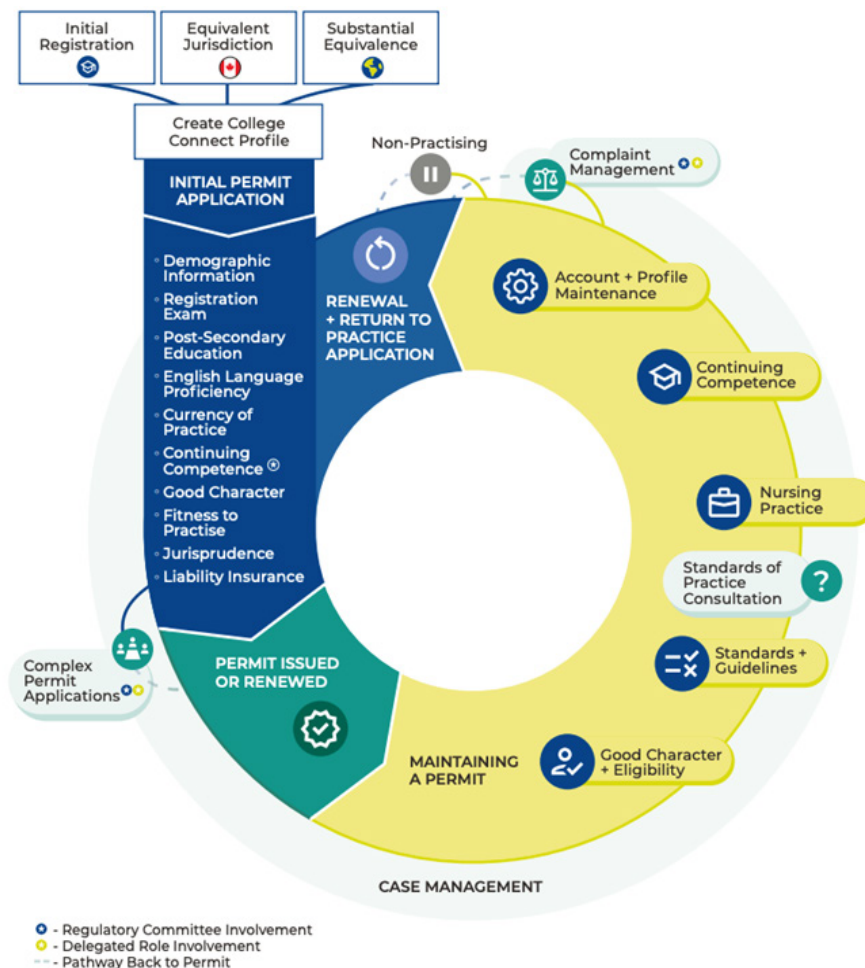 Initial
Registration
Equivalent
Jurisdiction
Substantial
Equivalence
Create College
Connect Profile
INITIAL PERMIT
APPLICATION
Demographic
Information
Registration
Exam
Post-Secondary
Education
English Language
Proficiency
Currency of
Practice
Continuing
Competence
Good Character
Fitness to
Practise
Jurisprudence
Liability Insurance
Non-Practising
Complaint
Management
RENEWAL
+ RETURN TO
PRACTICE
APPLICATION
Account + Profile
Maintenance
Continuing
Competence
Nursing
Practice
Standards of
Practice
Consultation
?
Standards +
Guidelines
Good Character
+ Eligibility
MAINTAINING
A PERMIT
PERMIT ISSUED
OR RENEWED
Complex
Permit
Applications
CASE MANAGEMENT
- Regulatory Committee Involvement
- Delegated Role Involvement
- Pathway Back to Permit